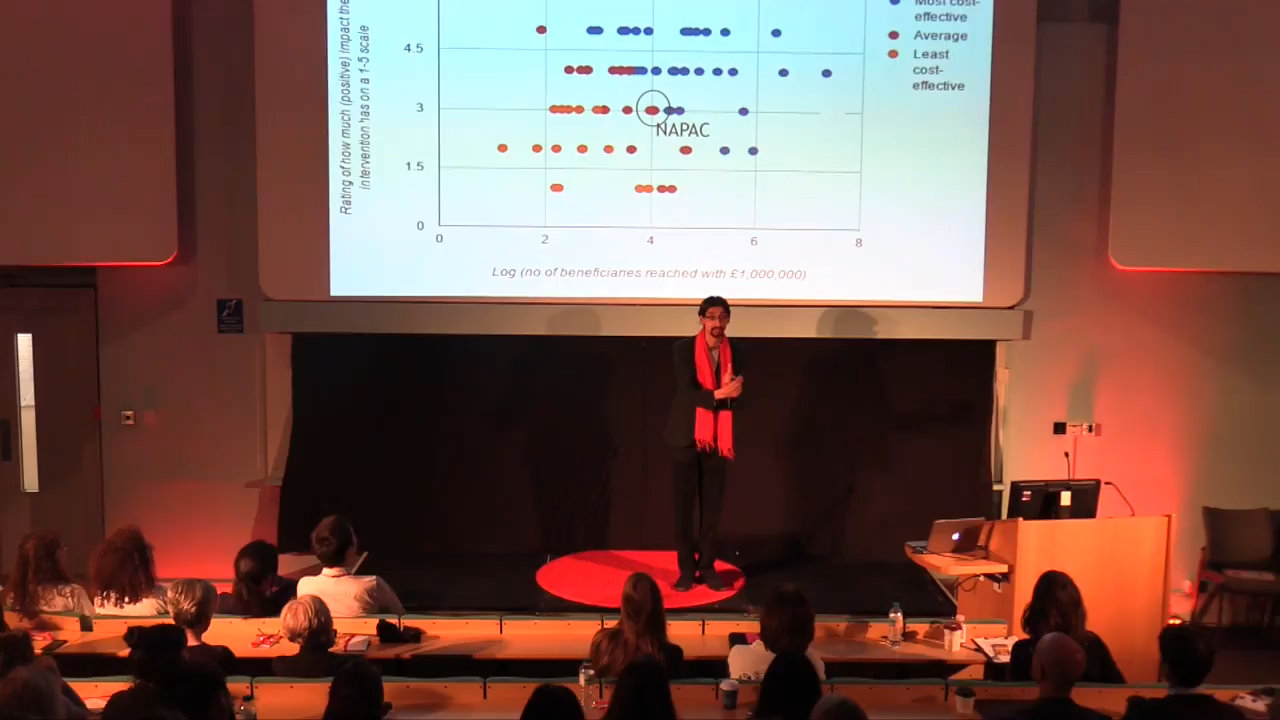 Most cost-
effective
Average
Least
cost-
effective
Rating of how much (positive) impact the
intervention has on a 1-5 scale
4.5
3
NAPAC
1.5
0
0 2 4 6 8
Log (no of beneficiaries reached with £1,000,000)